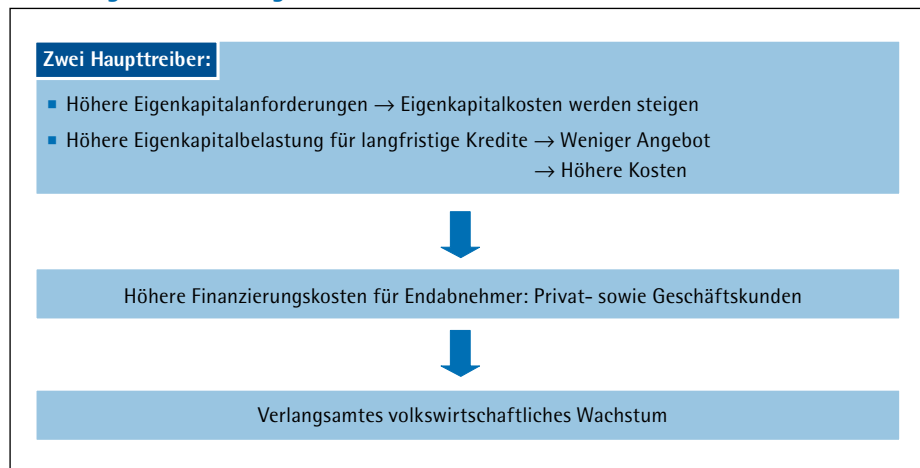 Zwei Haupttreiber:
▪ Höhere Eigenkapitalanforderungen → Eigenkapitalkosten werden steigen
▪ Höhere Eigenkapitalbelastung für langfristige Kredite → Weniger Angebot
→ Höhere Kosten
Höhere Finanzierungskosten für Endabnehmer: Privat- sowie Geschäftskunden
Verlangsamtes volkswirtschaftliches Wachstum